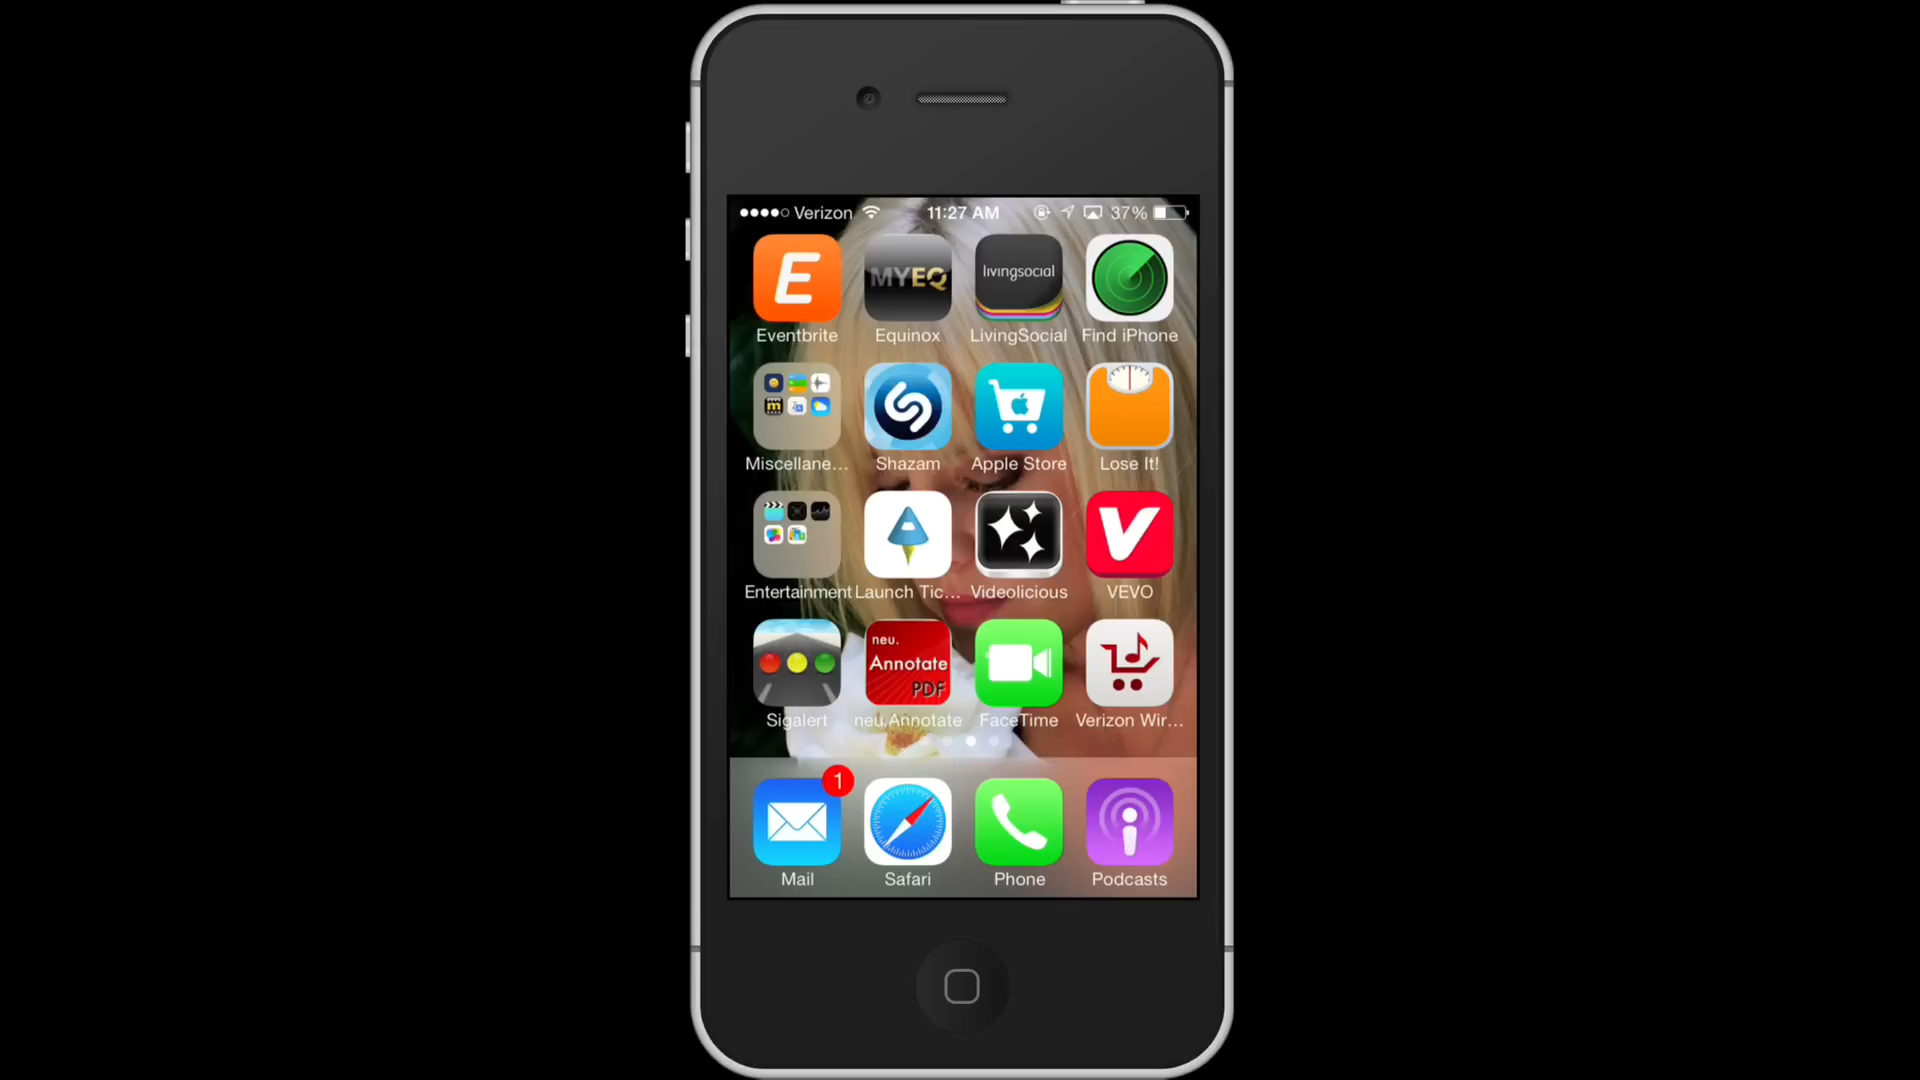 Verizon 11:27 AM 37%
E MYEQ livingsocial
Eventbrite Equinox LivingSocial Find iPhone
m
Miscellane... Shazam Apple Store Lose It!
V
Entertainment Launch Tic... Videolicious VEVO
neu.
Annotate
PDF
Sigalert neu.Annotate FaceTime Verizon Wir...
1
Mail Safari Phone Podcasts